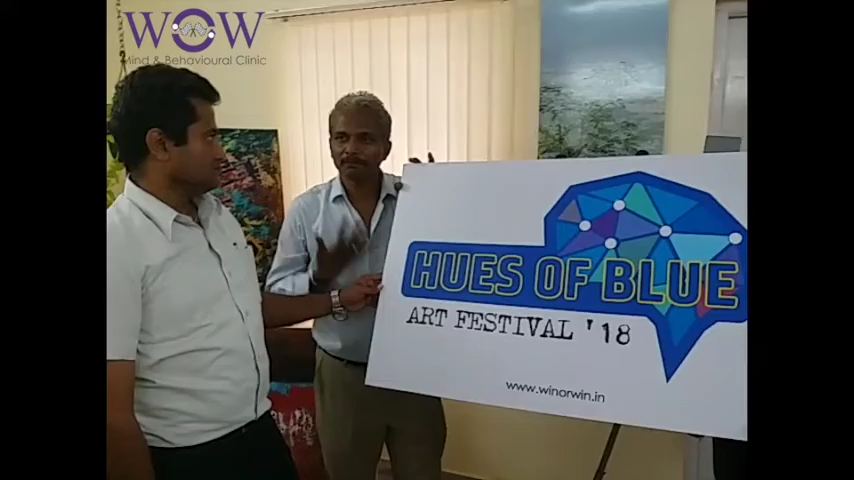 WOW
Mind & Behavioural Clinic
HUES OF BLUE
ART FESTIVAL '18
www.winorwin.in